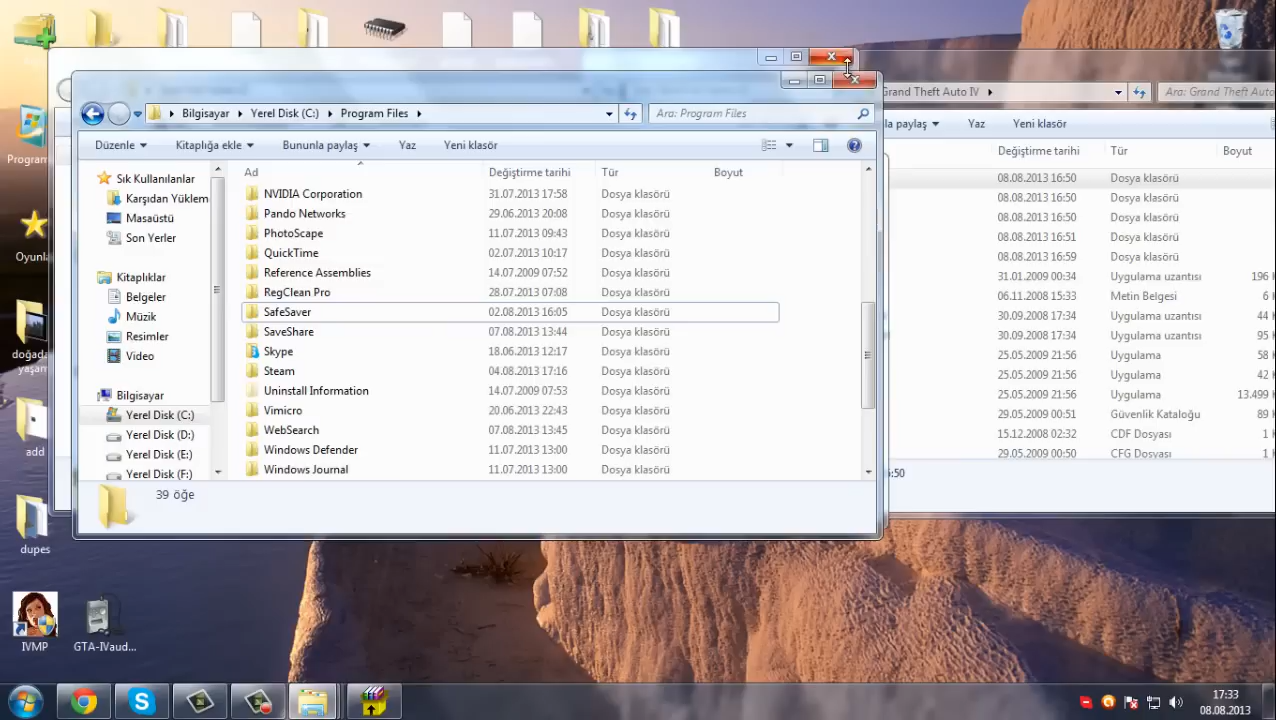 Grand Theft Auto IV
Ara: Grand Theft Auto
Bilgisayar
Yerel Disk (C:)
Program Files
Ara: Program Files
Düzenle
Kitaplığa ekle
Bununla paylaş
Yaz
Yeni klasör
la paylaş
Yaz
Yeni klasör
Ad
Değiştirme tarihi
Tür
Boyut
Değiştirme tarihi
Tür
Boyut
Sık Kullanılanlar
Karşıdan Yüklem
Masaüstü
Son Yerler
Kitaplıklar
Belgeler
Müzik
Resimler
Video
Bilgisayar
Yerel Disk (C:)
Yerel Disk (D:)
Yerel Disk (E:)
Yerel Disk (F:)
NVIDIA Corporation 31.07.2013 17:58 Dosya klasörü
Pando Networks 29.06.2013 20:08 Dosya klasörü
PhotoScape 11.07.2013 09:43 Dosya klasörü
QuickTime 02.07.2013 10:17 Dosya klasörü
Reference Assemblies 14.07.2009 07:52 Dosya klasörü
RegClean Pro 28.07.2013 07:08 Dosya klasörü
SafeSaver 02.08.2013 16:05 Dosya klasörü
SaveShare 07.08.2013 13:44 Dosya klasörü
Skype 18.06.2013 12:17 Dosya klasörü
Steam 04.08.2013 17:16 Dosya klasörü
Uninstall Information 14.07.2009 07:53 Dosya klasörü
Vimicro 20.06.2013 22:43 Dosya klasörü
WebSearch 07.08.2013 13:45 Dosya klasörü
Windows Defender 11.07.2013 13:00 Dosya klasörü
Windows Journal 11.07.2013 13:00 Dosya klasörü
39 öğe
08.08.2013 16:50 Dosya klasörü
08.08.2013 16:50 Dosya klasörü
08.08.2013 16:50 Dosya klasörü
08.08.2013 16:51 Dosya klasörü
08.08.2013 16:59 Dosya klasörü
31.01.2009 00:34 Uygulama uzantısı 196 K
06.11.2008 15:33 Metin Belgesi 6 K
30.09.2008 17:34 Uygulama uzantısı 44 K
30.09.2008 17:34 Uygulama uzantısı 95 K
25.05.2009 21:56 Uygulama 58 K
25.05.2009 21:56 Uygulama 42 K
25.05.2009 21:56 Uygulama 13.499 K
29.05.2009 00:51 Güvenlik Kataloğu 89 K
15.12.2008 02:32 CDF Dosyası 1 K
29.05.2009 00:50 CFG Dosyası 1 K
6:50
Program
Oyunla
doğada
yaşam
add
dupes
IVMP
GTA-IVaud...
17:33
08.08.2013